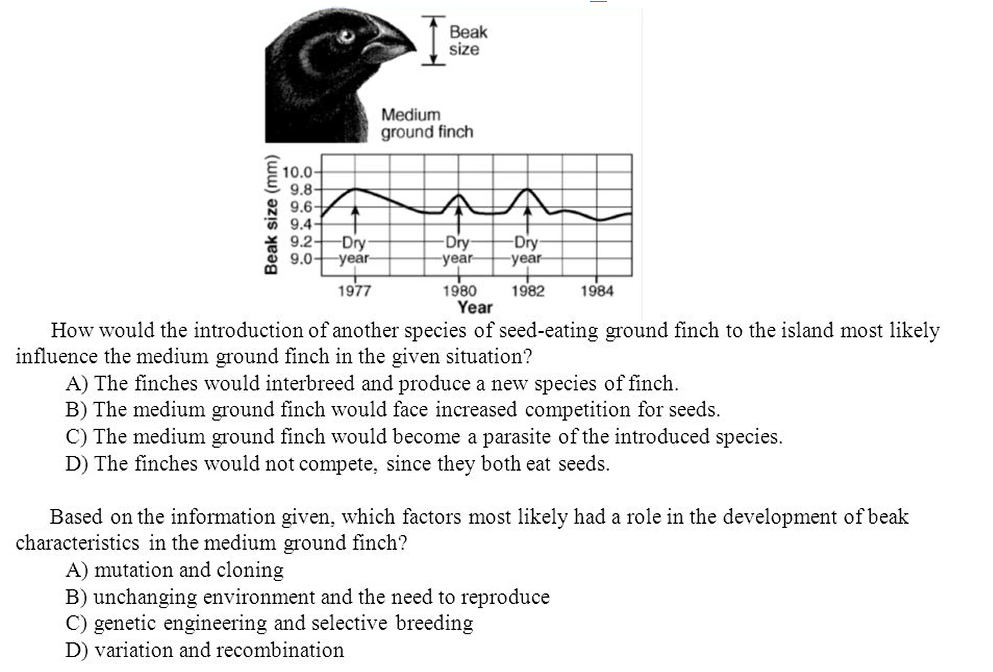 Beak
size
Medium
ground finch
Beak size (mm)
10.0
9.8
9.6
9.4
9.2
9.0
Dry
year
Dry
year
Dry
year
1977 1980 1982 1984
Year
How would the introduction of another species of seed-eating ground finch to the island most likely
influence the medium ground finch in the given situation?
A) The finches would interbreed and produce a new species of finch.
B) The medium ground finch would face increased competition for seeds.
C) The medium ground finch would become a parasite of the introduced species.
D) The finches would not compete, since they both eat seeds.
Based on the information given, which factors most likely had a role in the development of beak
characteristics in the medium ground finch?
A) mutation and cloning
B) unchanging environment and the need to reproduce
C) genetic engineering and selective breeding
D) variation and recombination